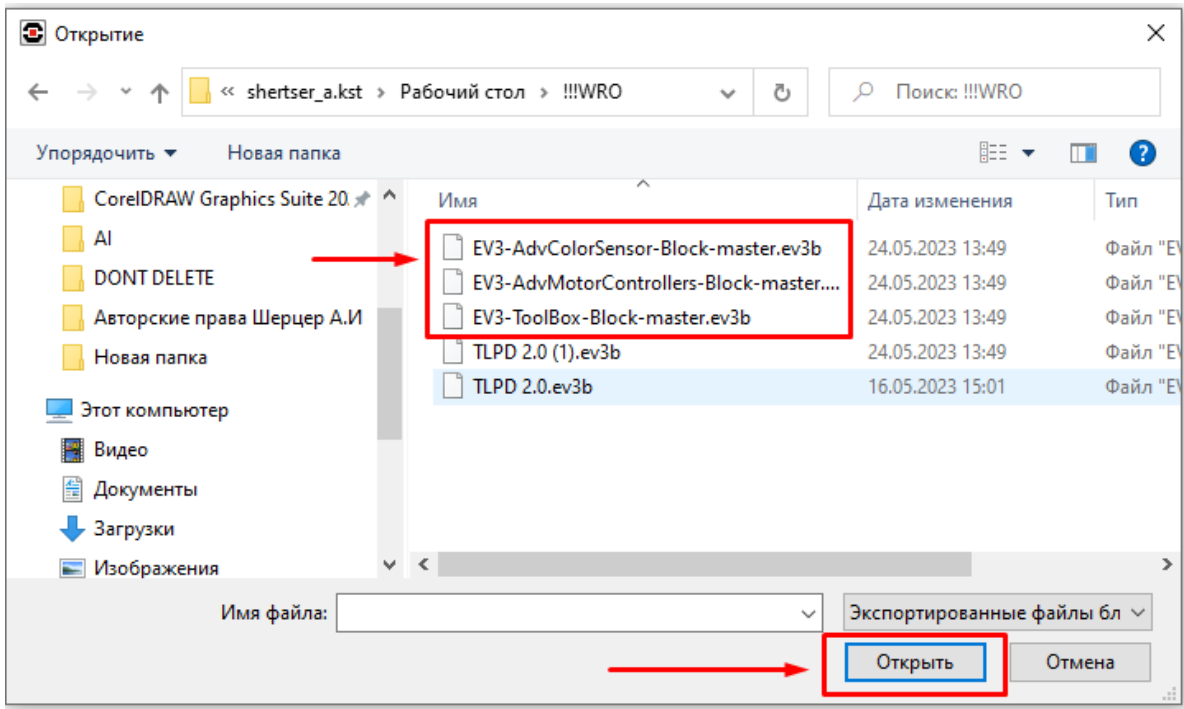 Открытие
« shertser_a.kst › Рабочий стол › !!!WRO
Поиск: !!!WRO
Упорядочить
Новая папка
CorelDRAW Graphics Suite 20
AI
DONT DELETE
Авторские права Шерцер А.И
Новая папка
Этот компьютер
Видео
Документы
Загрузки
Изображения
Имя Дата изменения Тип
EV3-AdvColorSensor-Block-master.ev3b 24.05.2023 13:49 Файл "EV
EV3-AdvMotorControllers-Block-master.... 24.05.2023 13:49 Файл "EV
EV3-ToolBox-Block-master.ev3b 24.05.2023 13:49 Файл "EV
TLPD 2.0 (1).ev3b 24.05.2023 13:49 Файл "EV
TLPD 2.0.ev3b 16.05.2023 15:01 Файл "EV
Имя файла:
Экспортированные файлы бл
Открыть
Отмена